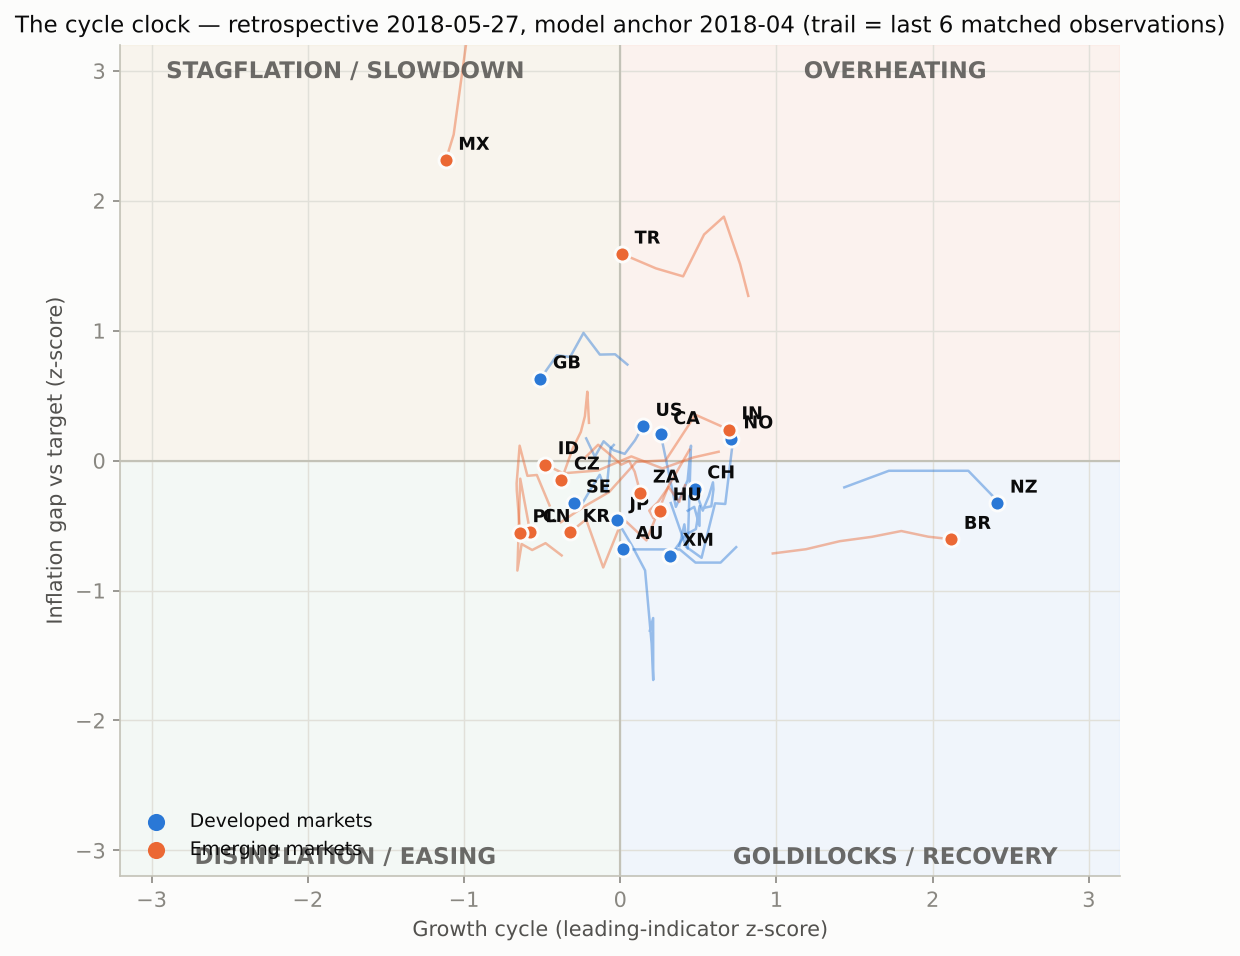 The cycle clock — retrospective 2018-05-27, model anchor 2018-04 (trail = last 6 matched observations)
STAGFLATION / SLOWDOWN
OVERHEATING
MX
TR
GB
US
CA
IN
NO
ID
CZ
SE
ZA
CH
HU
JP
PL
CN
KR
AU
XM
NZ
BR
Developed markets
Emerging markets
DISINFLATION / EASING
GOLDILOCKS / RECOVERY
3
2
1
0
−1
−2
−3
−3
−2
−1
0
1
2
3
Inflation gap vs target (z-score)
Growth cycle (leading-indicator z-score)